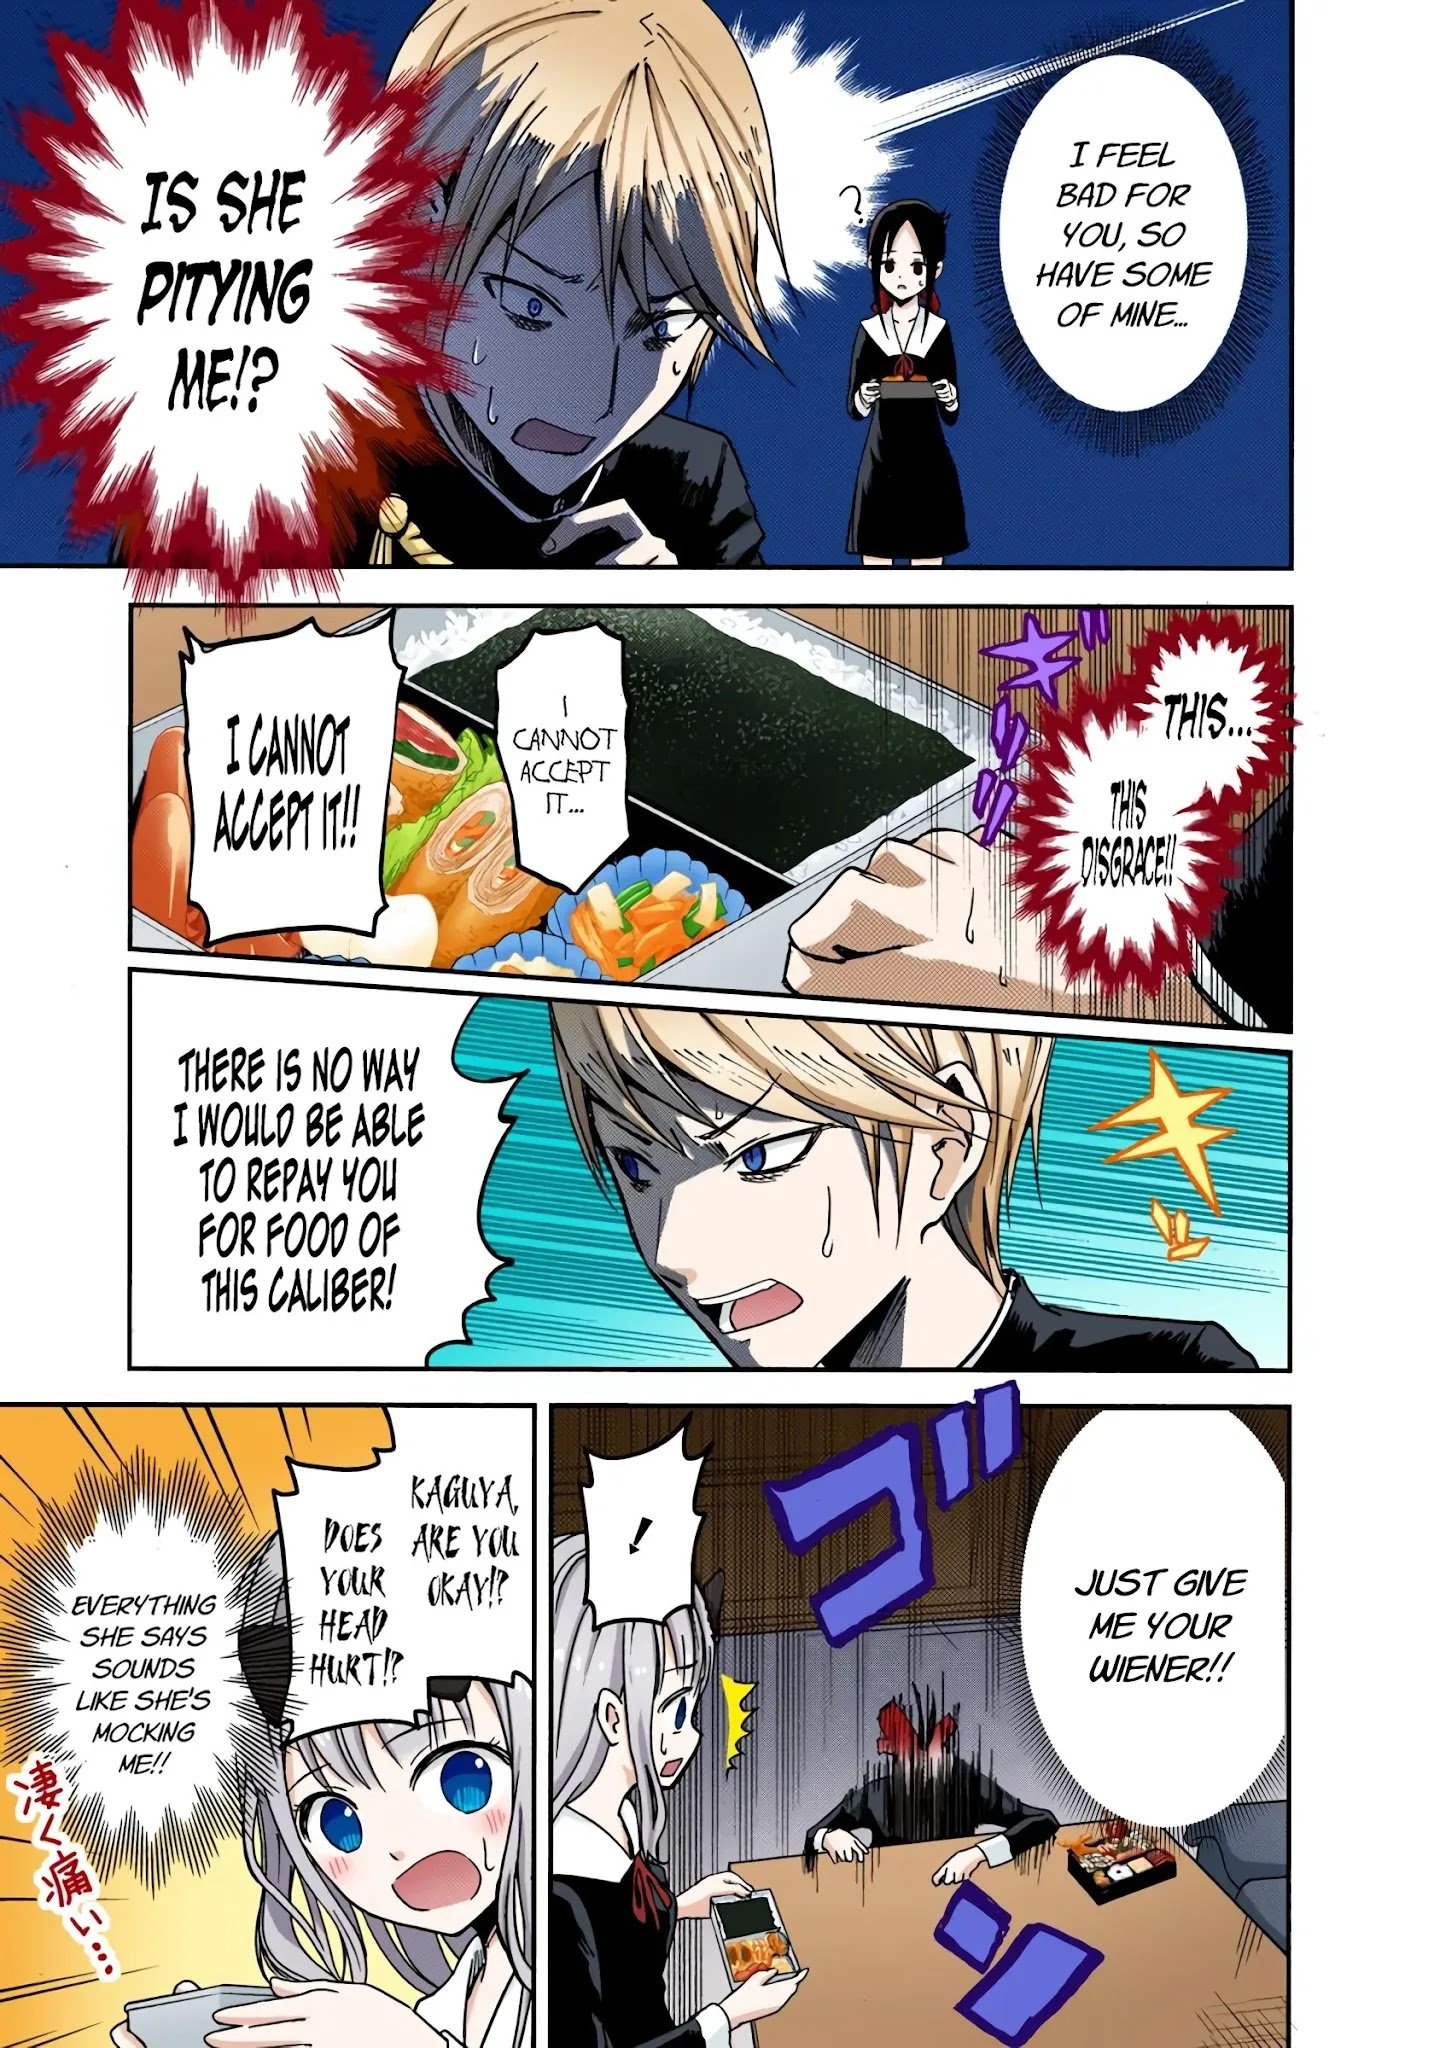 I FEEL
BAD FOR
YOU, SO
HAVE SOME
OF MINE...
?
IS SHE
PITYING
ME!?
THIS...
THIS
DISGRACE!!
I
CANNOT
ACCEPT
IT...
I CANNOT
ACCEPT IT!!
THERE IS NO WAY
I WOULD BE ABLE
TO REPAY YOU
FOR FOOD OF
THIS CALIBER!
JUST GIVE
ME YOUR
WIENER!!
ゴンッ
!
KAGUYA,
ARE YOU
OKAY!?
DOES
YOUR
HEAD
HURT!?
EVERYTHING
SHE SAYS
SOUNDS
LIKE SHE'S
MOCKING
ME!!
凄く痛い…